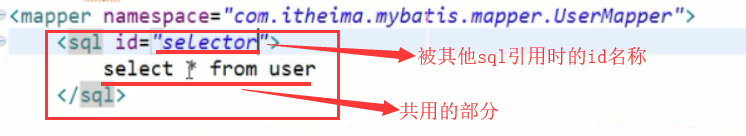 <mapper namespace="com.itheima.mybatis.mapper.UserMapper">
<sql id="selector">
被其他sql引用时的id名称
select * from user
</sql>
共用的部分